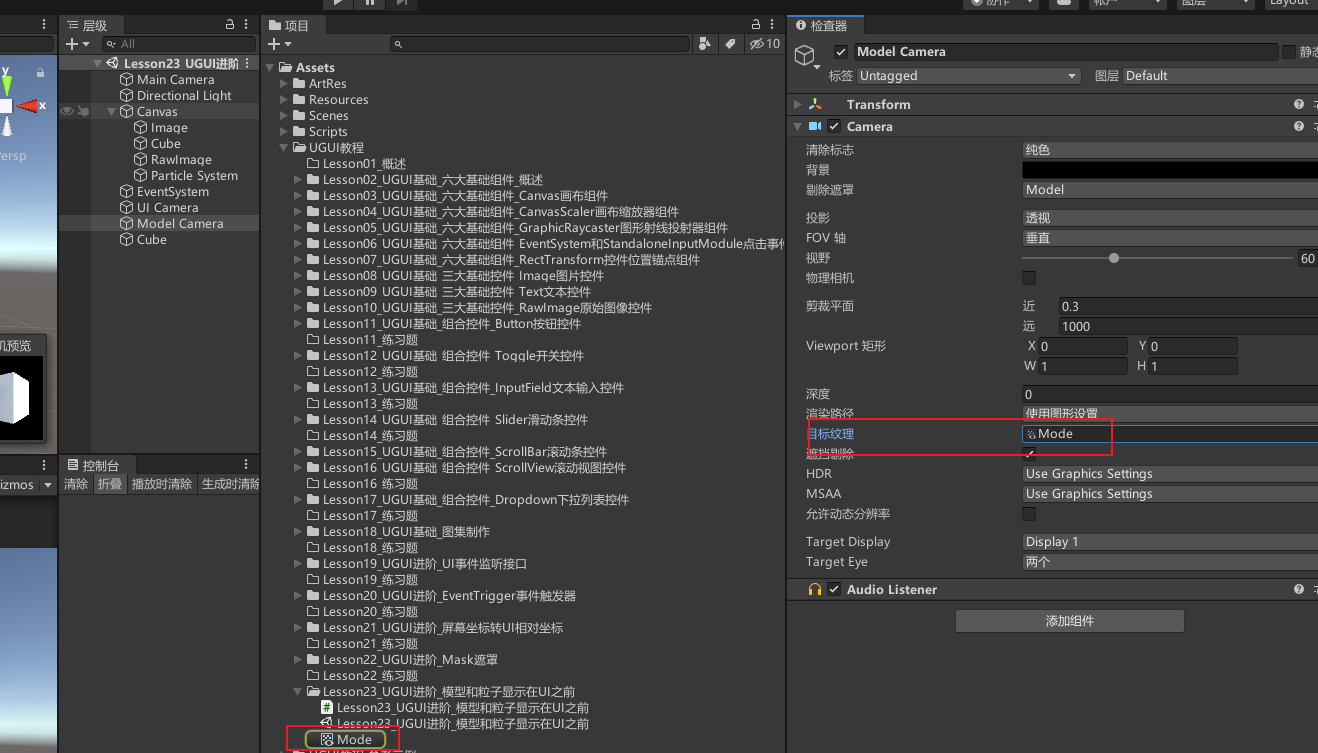 协作
帐户
图层
Layout
层级
All
Lesson23_UGUI进阶
Main Camera
Directional Light
Canvas
Image
Cube
RawImage
Particle System
EventSystem
UI Camera
Model Camera
Cube
y
x
ersp
机预览
izmos
控制台
清除
折叠
播放时清除
生成时清除
项目
10
Assets
ArtRes
Resources
Scenes
Scripts
UGUI教程
Lesson01_概述
Lesson02_UGUI基础_六大基础组件_概述
Lesson03_UGUI基础_六大基础组件_Canvas画布组件
Lesson04_UGUI基础_六大基础组件_CanvasScaler画布缩放器组件
Lesson05_UGUI基础_六大基础组件_GraphicRaycaster图形射线投射器组件
Lesson06_UGUI基础_六大基础组件_EventSystem和StandaloneInputModule点击事件
Lesson07_UGUI基础_六大基础组件_RectTransform控件位置锚点组件
Lesson08_UGUI基础_三大基础控件_Image图片控件
Lesson09_UGUI基础_三大基础控件_Text文本控件
Lesson10_UGUI基础_三大基础控件_RawImage原始图像控件
Lesson11_UGUI基础_组合控件_Button按钮控件
Lesson11_练习题
Lesson12_UGUI基础_组合控件_Toggle开关控件
Lesson12_练习题
Lesson13_UGUI基础_组合控件_InputField文本输入控件
Lesson13_练习题
Lesson14_UGUI基础_组合控件_Slider滑动条控件
Lesson14_练习题
Lesson15_UGUI基础_组合控件_ScrollBar滚动条控件
Lesson16_UGUI基础_组合控件_ScrollView滚动视图控件
Lesson16_练习题
Lesson17_UGUI基础_组合控件_Dropdown下拉列表控件
Lesson17_练习题
Lesson18_UGUI基础_图集制作
Lesson18_练习题
Lesson19_UGUI进阶_UI事件监听接口
Lesson19_练习题
Lesson20_UGUI进阶_EventTrigger事件触发器
Lesson20_练习题
Lesson21_UGUI进阶_屏幕坐标转UI相对坐标
Lesson21_练习题
Lesson22_UGUI进阶_Mask遮罩
Lesson22_练习题
Lesson23_UGUI进阶_模型和粒子显示在UI之前
Lesson23_UGUI进阶_模型和粒子显示在UI之前
Lesson23_UGUI进阶_模型和粒子显示在UI之前
Mode
检查器
Model Camera
静态
标签 Untagged 图层 Default
Transform
Camera
清除标志 纯色
背景
剔除遮罩 Model
投影 透视
FOV 轴 垂直
视野 60
物理相机
剪裁平面 近 0.3
远 1000
Viewport 矩形 X 0 Y 0
W 1 H 1
深度 0
渲染路径 使用图形设置
目标纹理 Mode
遮挡剔除
HDR Use Graphics Settings
MSAA Use Graphics Settings
允许动态分辨率
Target Display Display 1
Target Eye 两个
Audio Listener
添加组件